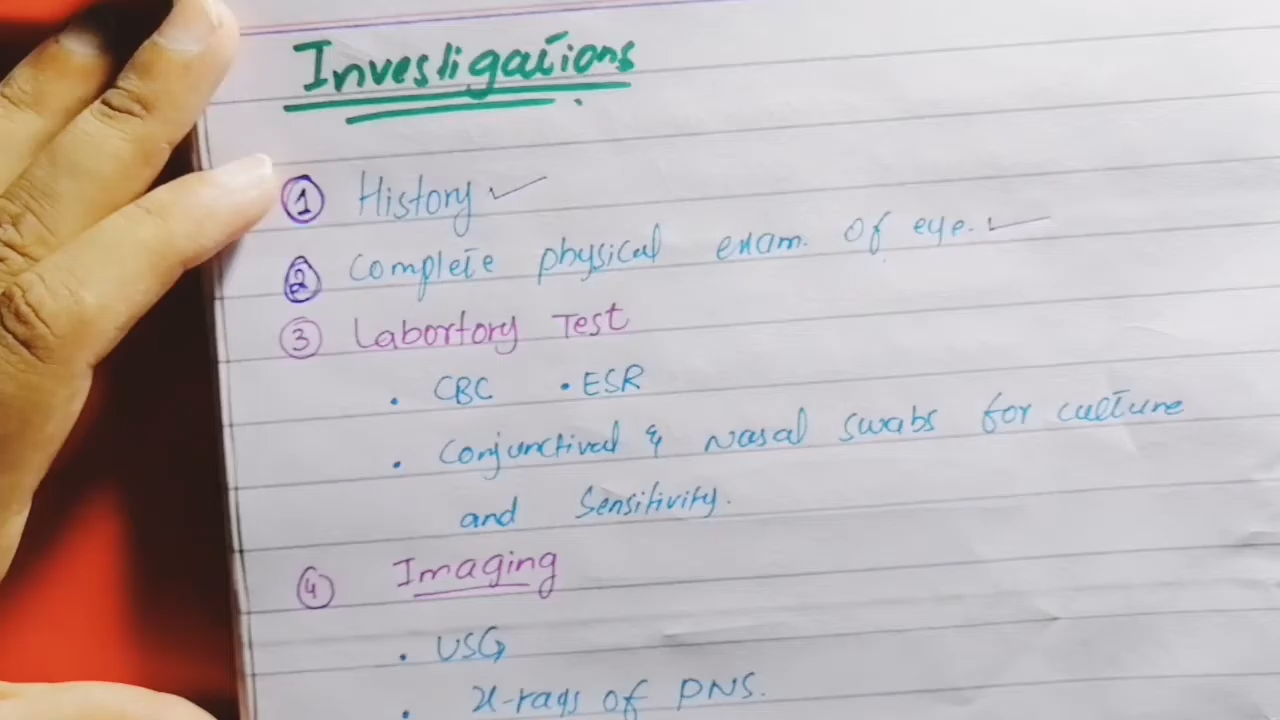 Investigations
1 History ✓
2 Complete physical exam. of eye. ✓
3 Labortory Test
• CBC • ESR
• Conjunctival & Nasal swabs for culture
and Sensitivity.
4 Imaging
• USG
• X-rays of PNS.